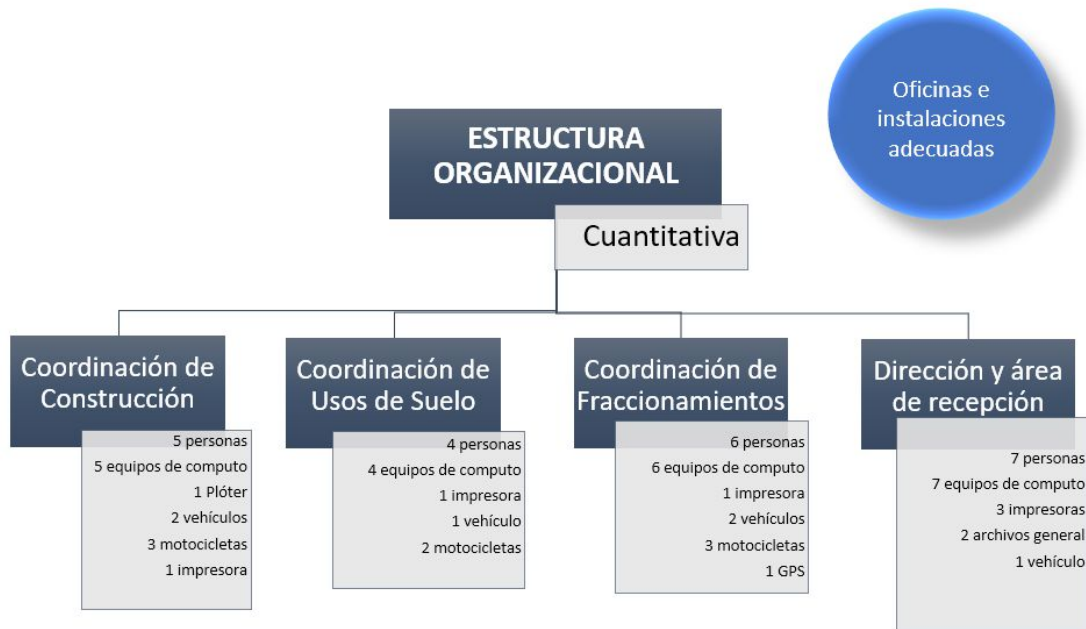 Oficinas e
instalaciones
adecuadas
ESTRUCTURA
ORGANIZACIONAL
Cuantitativa
Coordinación de
Construcción
5 personas
5 equipos de computo
1 Plóter
2 vehículos
3 motocicletas
1 impresora
Coordinación de
Usos de Suelo
4 personas
4 equipos de computo
1 impresora
1 vehículo
2 motocicletas
Coordinación de
Fraccionamientos
6 personas
6 equipos de computo
1 impresora
2 vehículos
3 motocicletas
1 GPS
Dirección y área
de recepción
7 personas
7 equipos de computo
3 impresoras
2 archivos general
1 vehículo